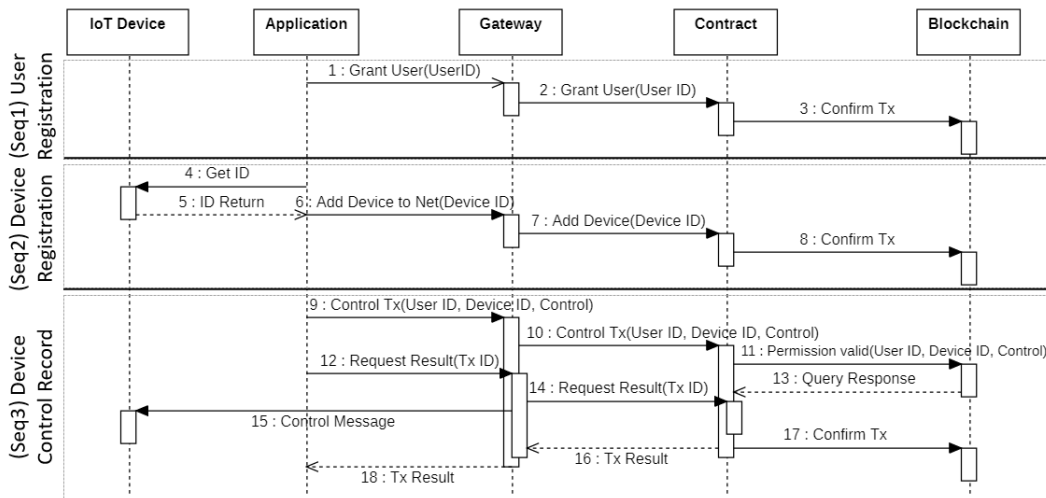 IoT Device
Application
Gateway
Contract
Blockchain
(Seq1) User
Registration
1 : Grant User(UserID)
2 : Grant User(User ID)
3 : Confirm Tx
(Seq2) Device
Registration
4 : Get ID
5 : ID Return
6 : Add Device to Net(Device ID)
7 : Add Device(Device ID)
8 : Confirm Tx
(Seq3) Device
Control Record
9 : Control Tx(User ID, Device ID, Control)
10 : Control Tx(User ID, Device ID, Control)
11 : Permission valid(User ID, Device ID, Control)
12 : Request Result(Tx ID)
13 : Query Response
14 : Request Result(Tx ID)
15 : Control Message
16 : Tx Result
17 : Confirm Tx
18 : Tx Result